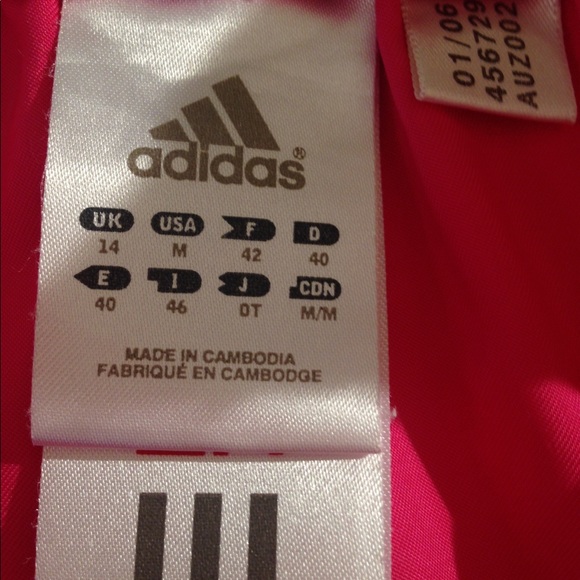 adidas®
UK USA F D
14 M 42 40
E I J CDN
40 46 OT M/M
MADE IN CAMBODIA
FABRIQUÉ EN CAMBODGE
01/06
456729
AUZ002